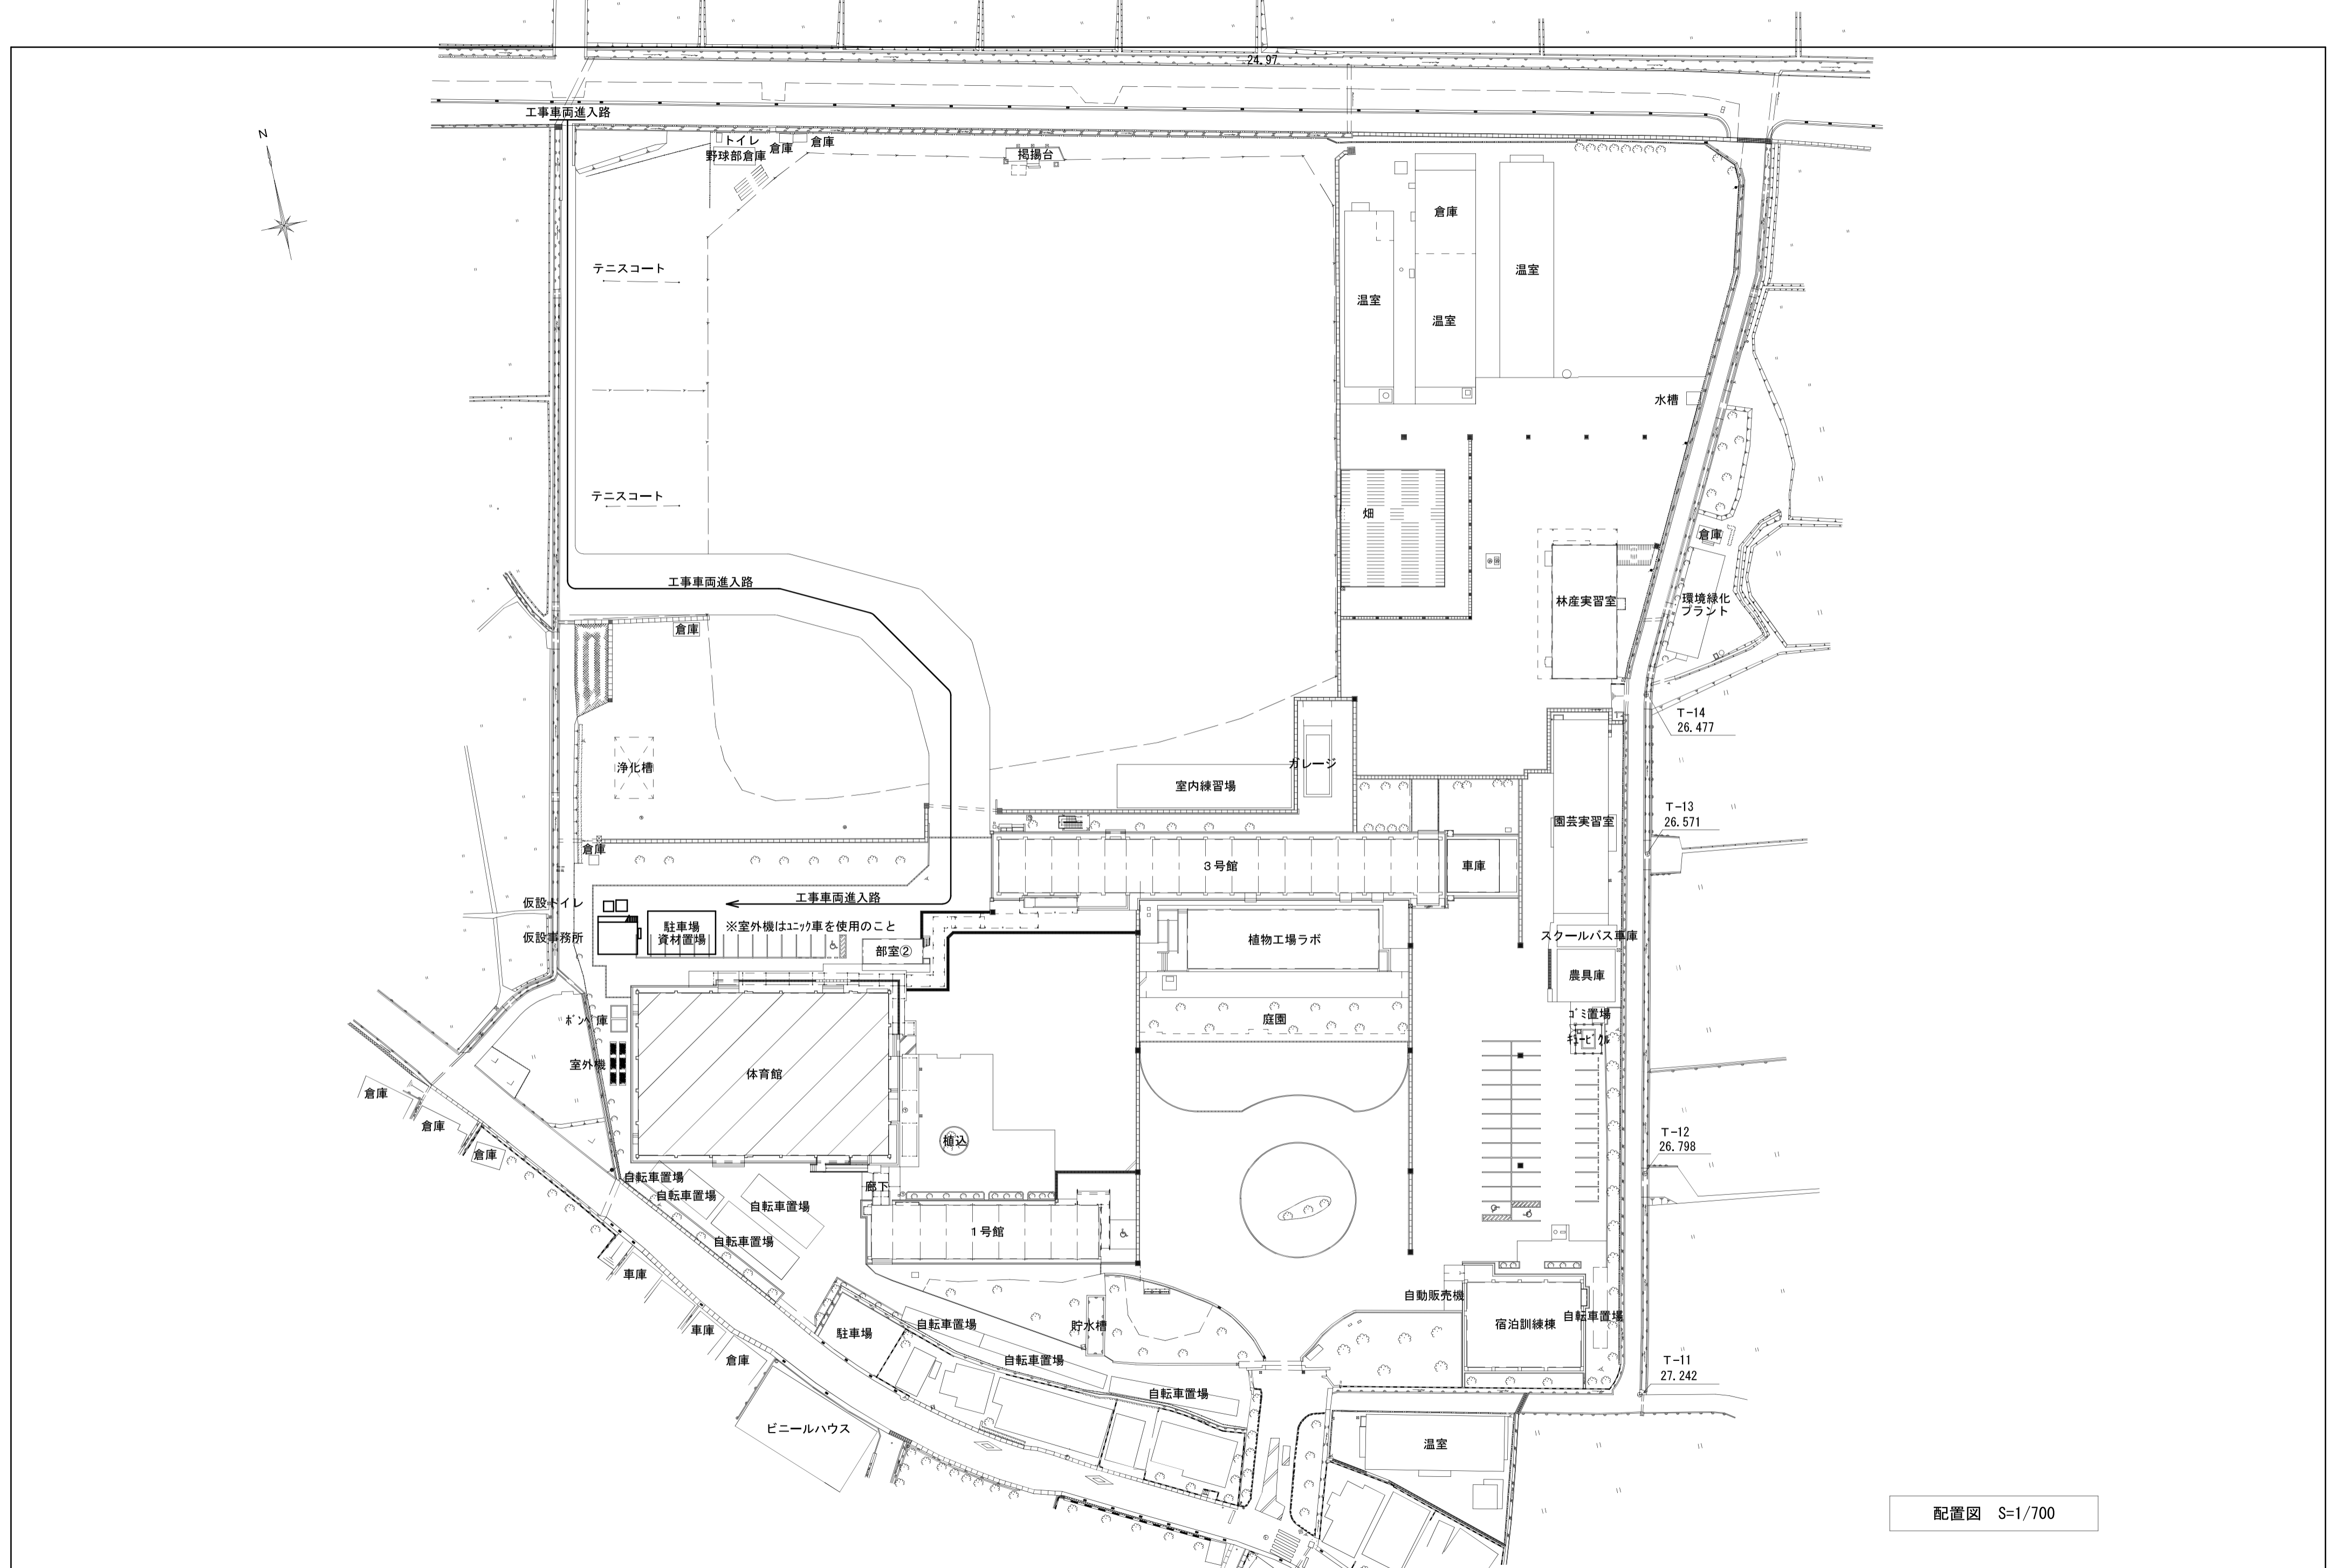 24.97
工事車両進入路
N
トイレ
倉庫
倉庫
野球部倉庫
掲揚台
倉庫
テニスコート
温室
温室
温室
水槽
テニスコート
畑
倉庫
工事車両進入路
林産実習室
環境緑化
プラント
倉庫
T-14
26.477
浄化槽
ガレージ
室内練習場
T-13
26.571
園芸実習室
倉庫
3号館
車庫
工事車両進入路
仮設トイレ
駐車場
資材置場
※室外機はユニック車を使用のこと
仮設事務所
部室②
植物工場ラボ
スクールバス車庫
農具庫
ボンベ庫
庭園
ゴミ置場
キュービクル
室外機
体育館
倉庫
倉庫
植込
T-12
26.798
倉庫
自転車置場
自転車置場
廊下
自転車置場
自転車置場
1号館
車庫
自動販売機
自転車置場
宿泊訓練棟
車庫
駐車場
自転車置場
貯水槽
倉庫
自転車置場
T-11
27.242
自転車置場
ビニールハウス
温室
配置図 S=1/700